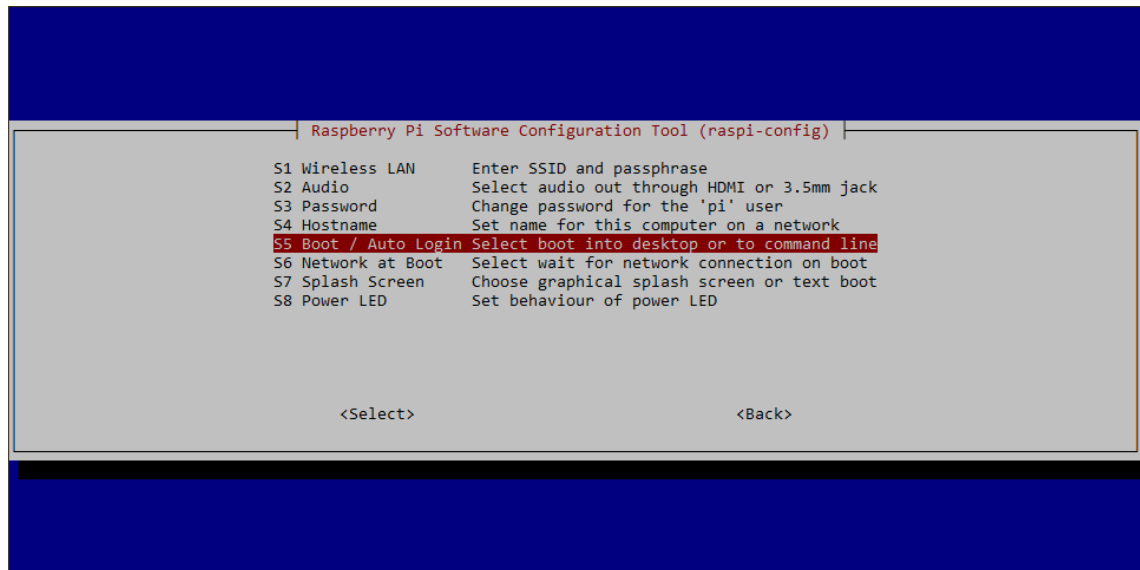 Raspberry Pi Software Configuration Tool (raspi-config)
S1 Wireless LAN Enter SSID and passphrase
S2 Audio Select audio out through HDMI or 3.5mm jack
S3 Password Change password for the 'pi' user
S4 Hostname Set name for this computer on a network
S5 Boot / Auto Login Select boot into desktop or to command line
S6 Network at Boot Select wait for network connection on boot
S7 Splash Screen Choose graphical splash screen or text boot
S8 Power LED Set behaviour of power LED
<Select> <Back>